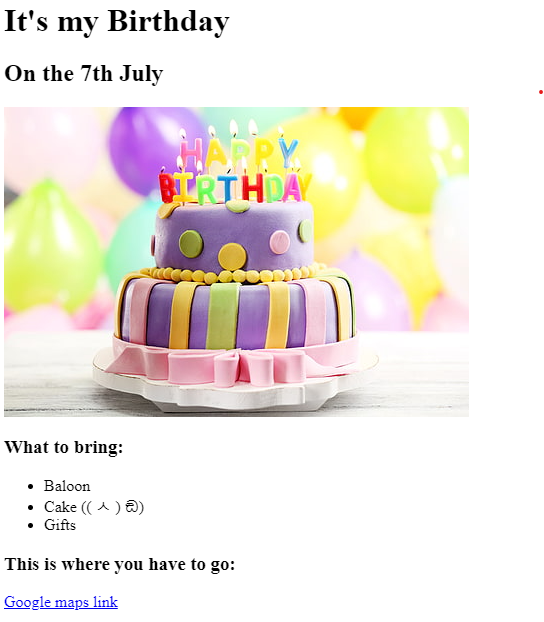 It's my Birthday
On the 7th July
HAPPY
BIRTHDAY
What to bring:
Baloon
Cake
Gifts
This is where you have to go:
Google maps link